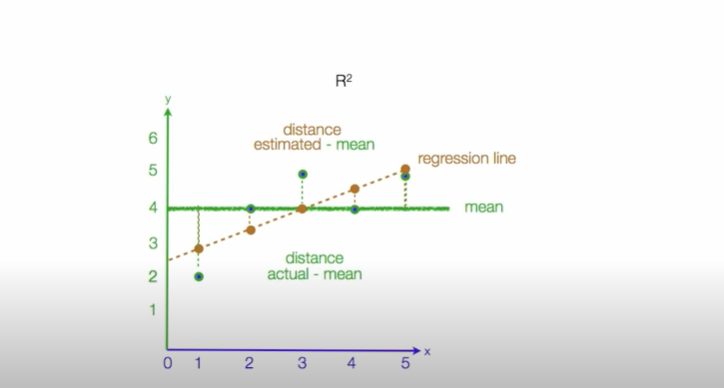 R²
y
distance
estimated - mean
regression line
6
5
4
mean
3
distance
actual - mean
2
1
x
0 1 2 3 4 5